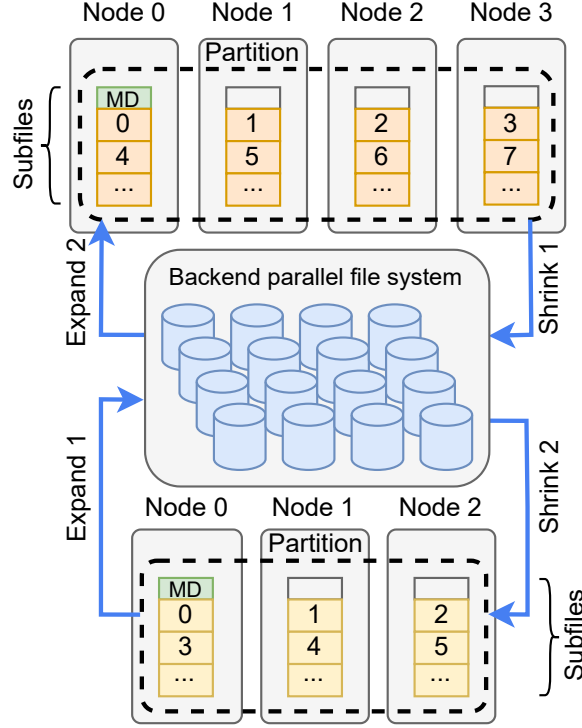 Node 0 Node 1 Node 2 Node 3
Partition
Subfiles
MD
0 1 2 3
4 5 6 7
... ... ... ...
Expand 2
Shrink 1
Backend parallel file system
Expand 1
Shrink 2
Node 0 Node 1 Node 2
Partition
MD
0 1 2
3 4 5
... ... ...
Subfiles